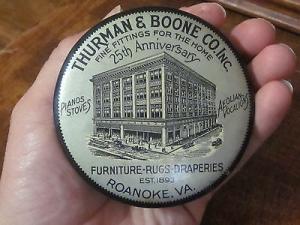 THURMAN & BOONE CO. INC.
FINE FITTINGS FOR THE HOME
25th Anniversary
PIANOS
STOVES
AEOLIAN
VOCALIONS
FURNITURE-RUGS-DRAPERIES
EST. 1893
ROANOKE, VA.